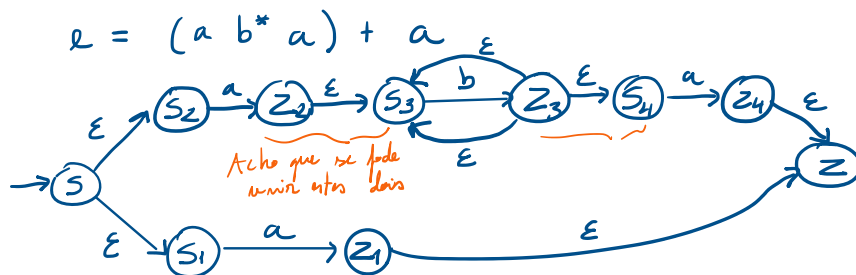 e = (a b* a) + a
ε
ε b
S2 a Z2 ε S3 Z3 ε S4 a Z4 ε
ε
ε
Acho que se pode
unir estes dois
S Z
ε S1 a Z1 ε